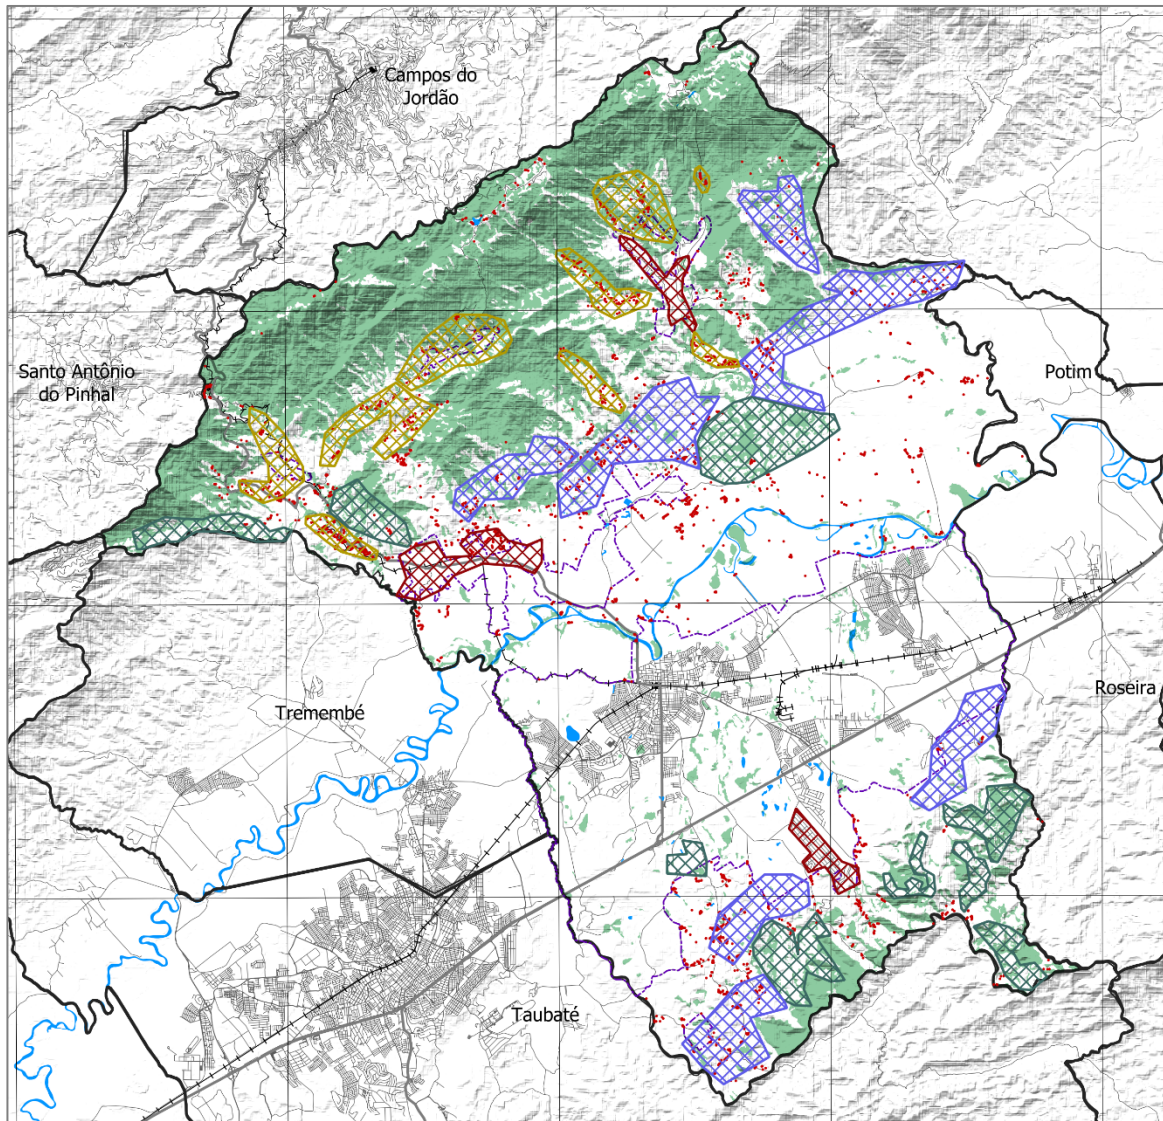 Campos do
Jordão
Santo Antônio
do Pinhal
Potim
Tremembé
Roseira
Taubaté